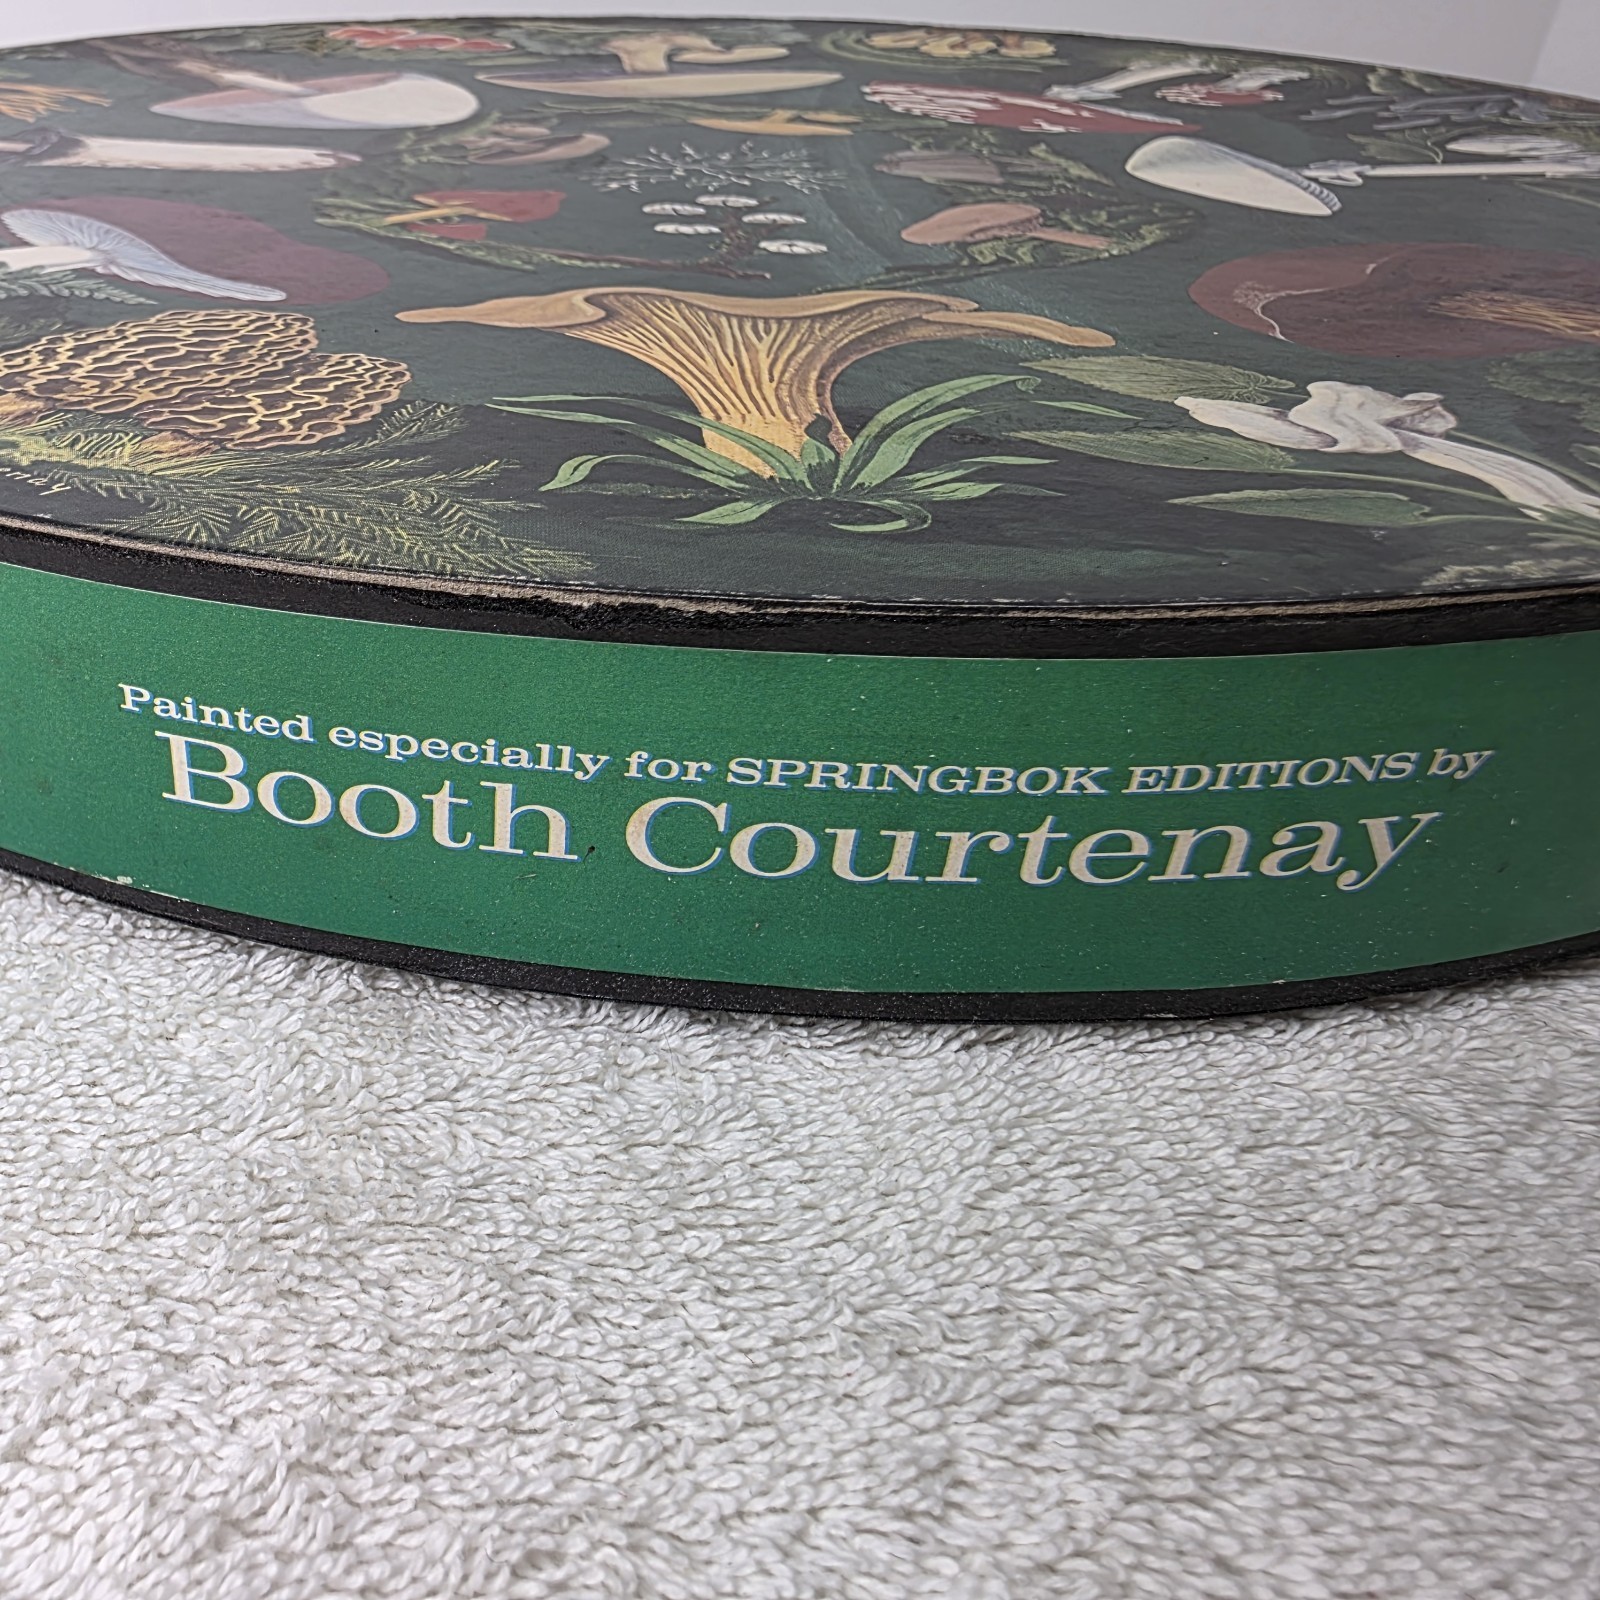 Painted especially for SPRINGBOK EDITIONS by
Booth Courtenay